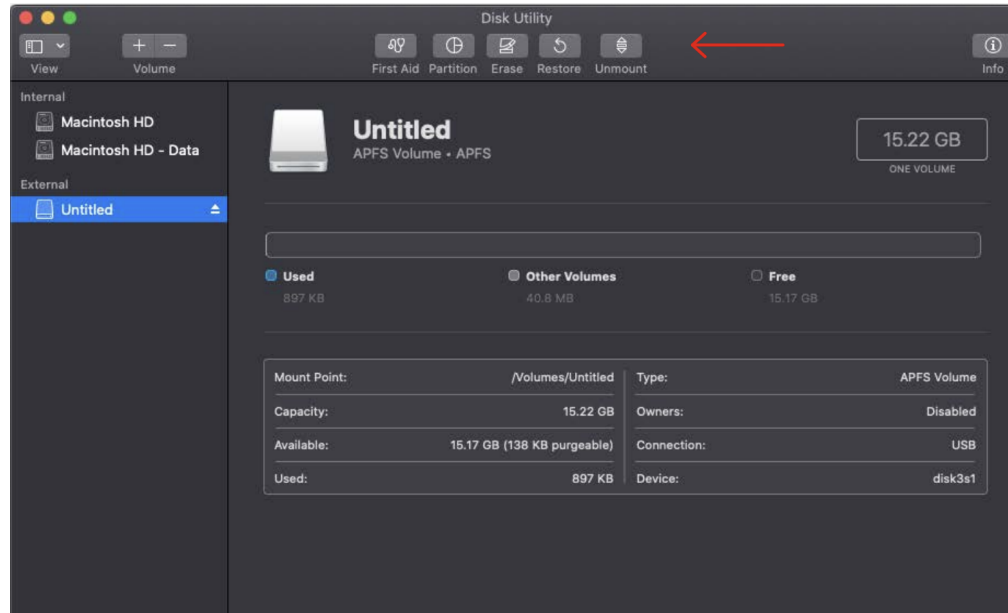 Disk Utility
View
Volume
First Aid Partition Erase Restore Unmount
Info
Internal
Macintosh HD
Macintosh HD - Data
External
Untitled
Untitled
APFS Volume • APFS
15.22 GB
ONE VOLUME
Used
897 KB
Other Volumes
40.8 MB
Free
15.17 GB
Mount Point: /Volumes/Untitled Type: APFS Volume
Capacity: 15.22 GB Owners: Disabled
Available: 15.17 GB (138 KB purgeable) Connection: USB
Used: 897 KB Device: disk3s1